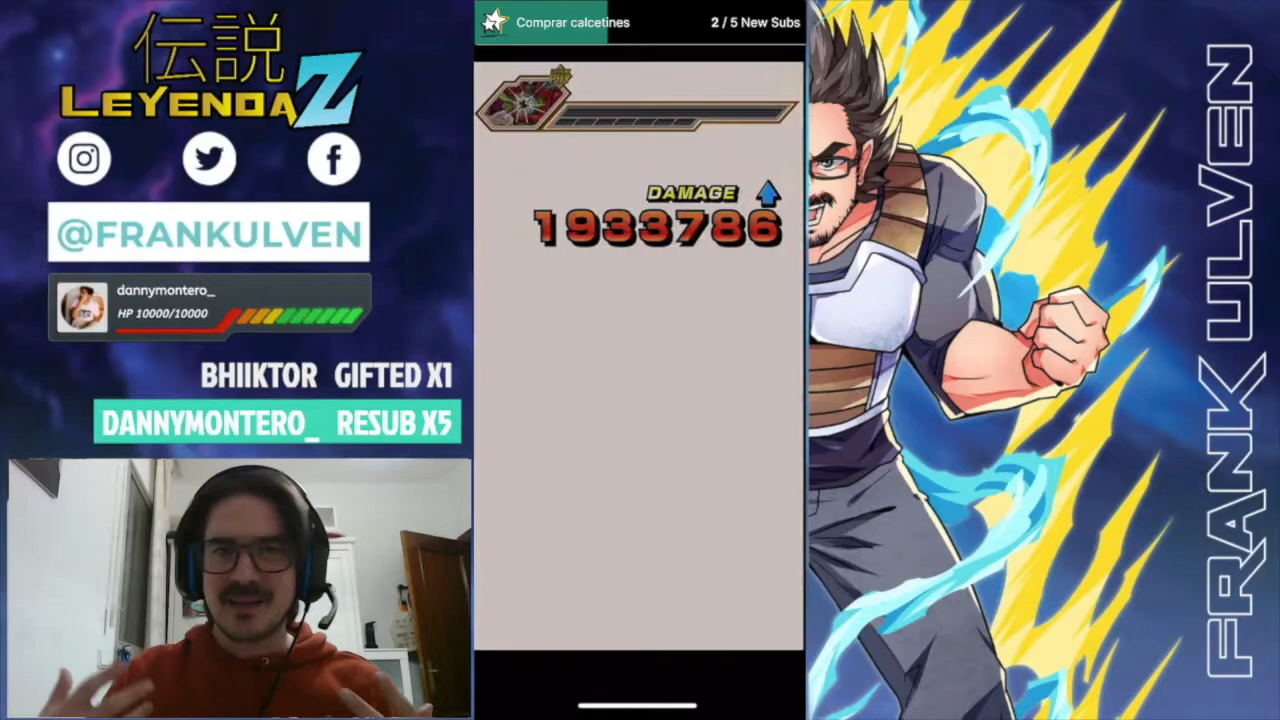 伝説
LEYENDA Z
@FRANKULVEN
dannymontero_
HP 10000/10000
BHIIKTOR GIFTED X1
DANNYMONTERO_ RESUB X5
Comprar calcetines 2 / 5 New Subs
DAMAGE
1933786
FRANK ULVEN